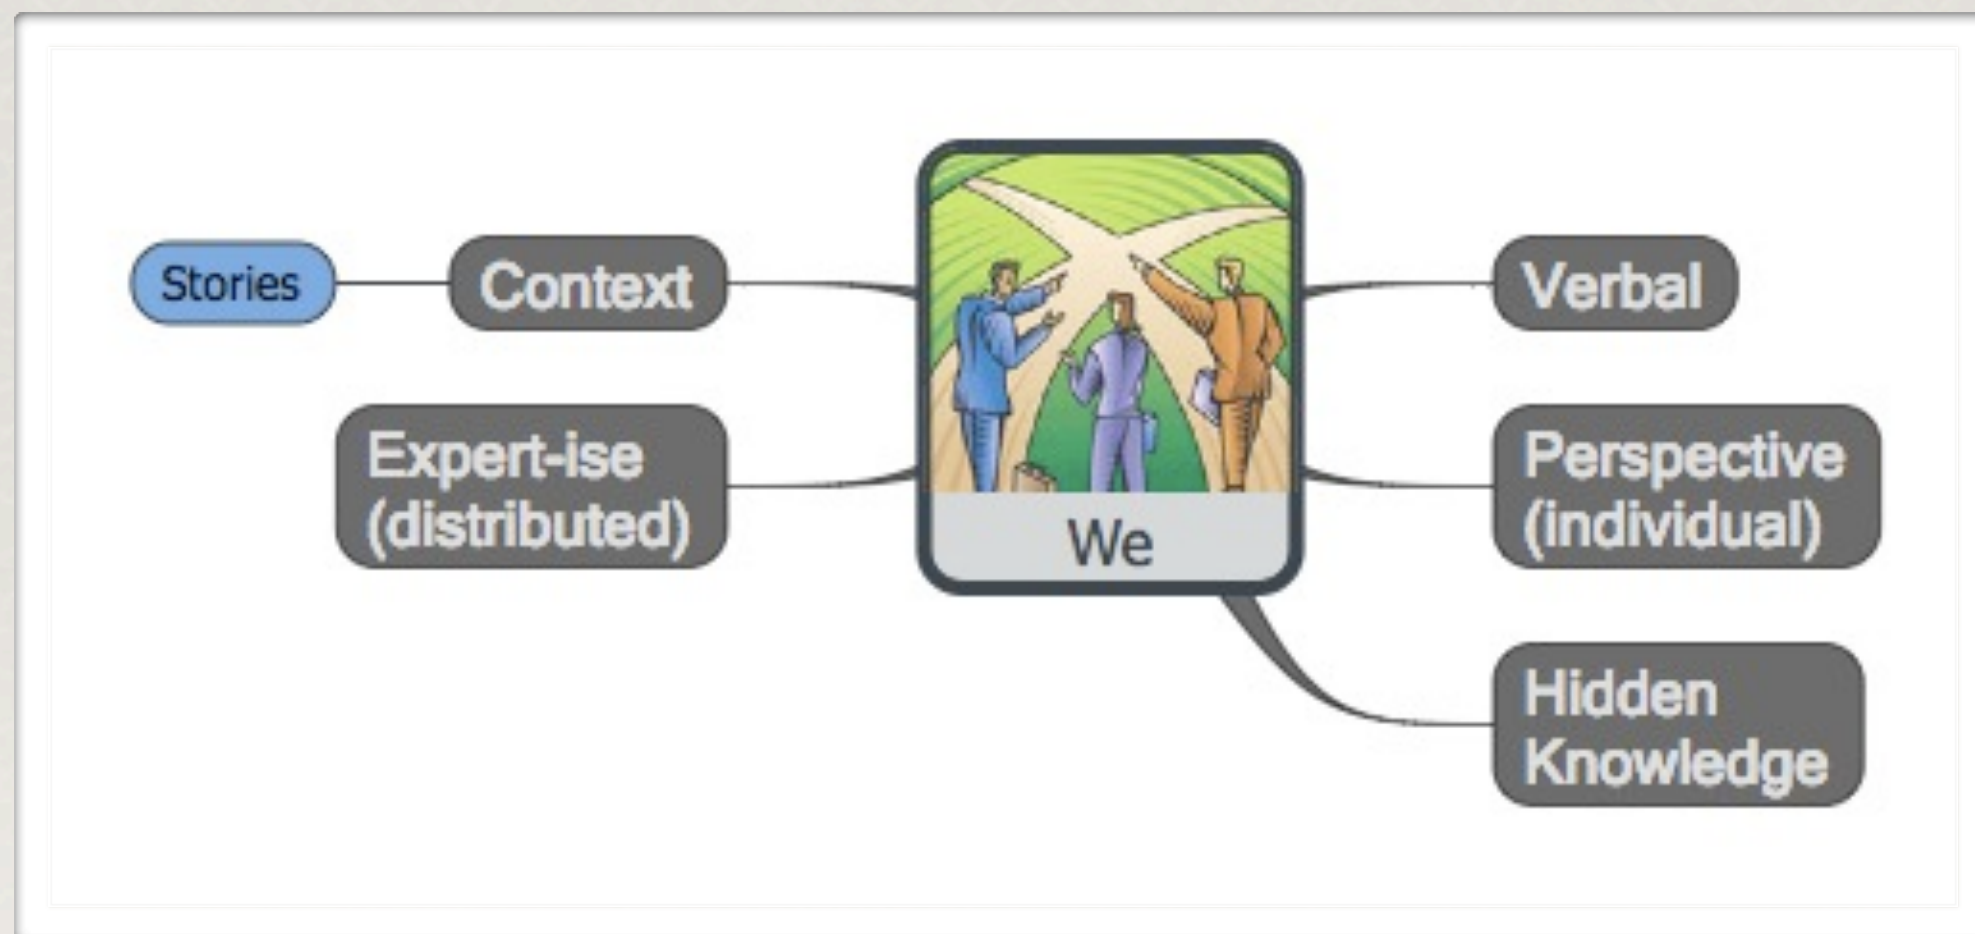 Stories
Context
Expert-ise
(distributed)
We
Verbal
Perspective
(individual)
Hidden
Knowledge